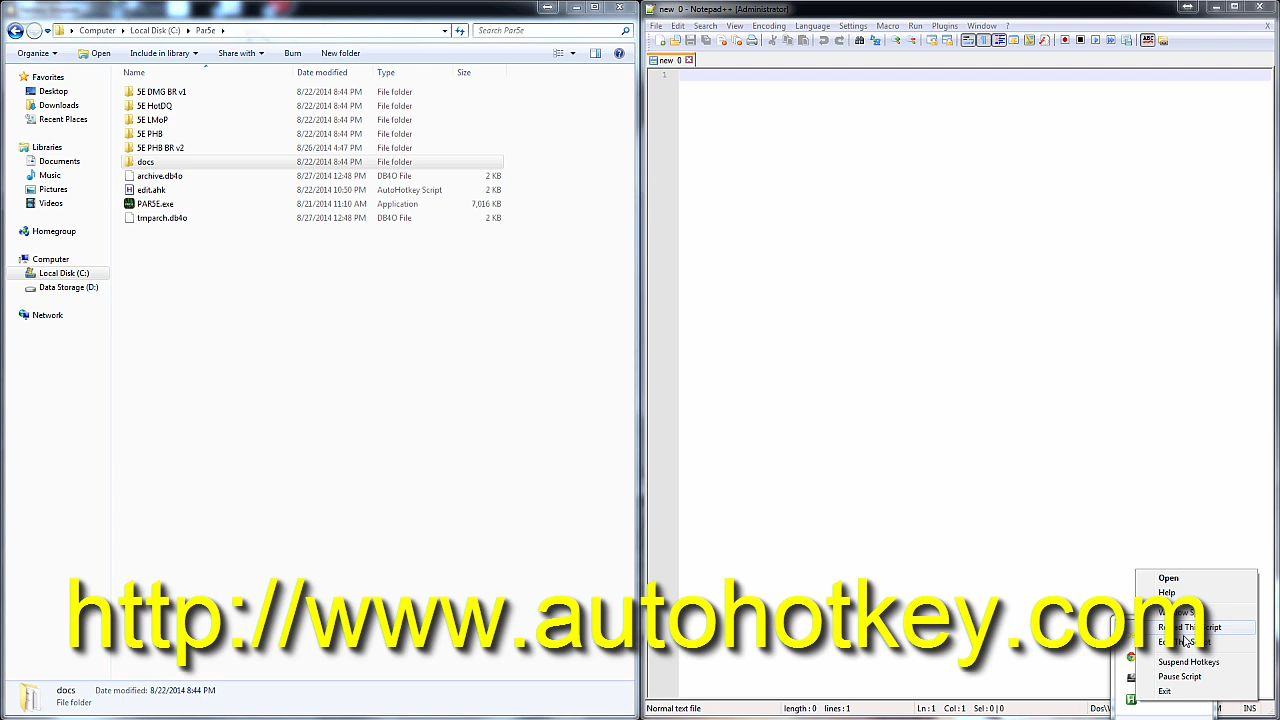 Computer ▸ Local Disk (C:) ▸ Par5e ▸
Search Par5e
Organize Open Include in library Share with Burn New folder
Name Date modified Type Size
Favorites
Desktop
Downloads
Recent Places
Libraries
Documents
Music
Pictures
Videos
Homegroup
Computer
Local Disk (C:)
Data Storage (D:)
Network
5E DMG BR v1 8/22/2014 8:44 PM File folder
5E HotDQ 8/22/2014 8:44 PM File folder
5E LMoP 8/22/2014 8:44 PM File folder
5E PHB 8/22/2014 8:44 PM File folder
5E PHB BR v2 8/26/2014 4:47 PM File folder
docs 8/22/2014 8:44 PM File folder
archive.db4o 8/27/2014 12:48 PM DB4O File 2 KB
edit.ahk 8/22/2014 10:50 PM AutoHotkey Script 2 KB
PAR5E.exe 8/21/2014 11:10 AM Application 7,016 KB
tmparch.db4o 8/27/2014 12:48 PM DB4O File 2 KB
docs Date modified: 8/22/2014 8:44 PM
File folder
new 0 - Notepad++ [Administrator]
File Edit Search View Encoding Language Settings Macro Run Plugins Window ?
X
new 0
1
Open
Help
Suspend Hotkeys
Pause Script
Exit
http://www.autohotkey.com
Normal text file length : 0 lines : 1 Ln : 1 Col : 1 Sel : 0 | 0 INS